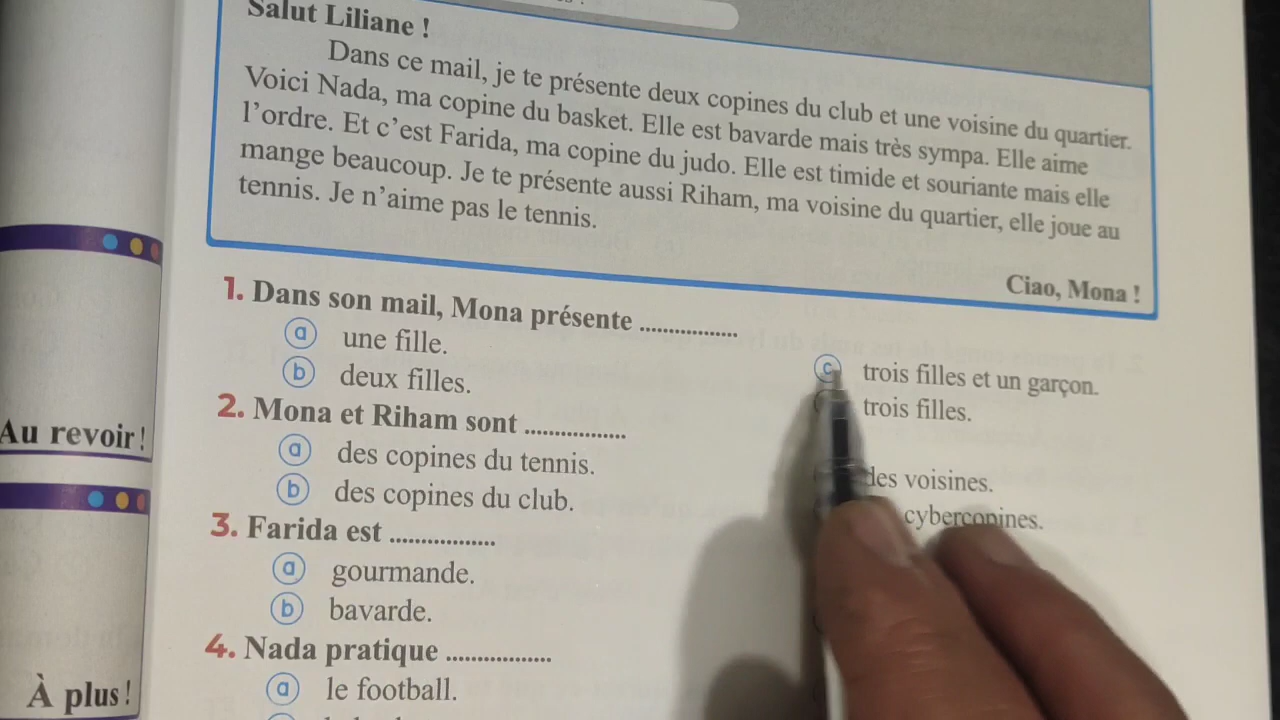 Salut Liliane !
Dans ce mail, je te présente deux copines du club et une voisine du quartier.
Voici Nada, ma copine du basket. Elle est bavarde mais très sympa. Elle aime
l'ordre. Et c'est Farida, ma copine du judo. Elle est timide et souriante mais elle
mange beaucoup. Je te présente aussi Riham, ma voisine du quartier, elle joue au
tennis. Je n'aime pas le tennis.
Ciao, Mona !
1. Dans son mail, Mona présente .................
a une fille.
c trois filles et un garçon.
b deux filles.
trois filles.
2. Mona et Riham sont .................
a des copines du tennis.
des voisines.
b des copines du club.
cybercopines.
3. Farida est .................
a gourmande.
b bavarde.
4. Nada pratique .................
a le football.
Au revoir !
À plus !